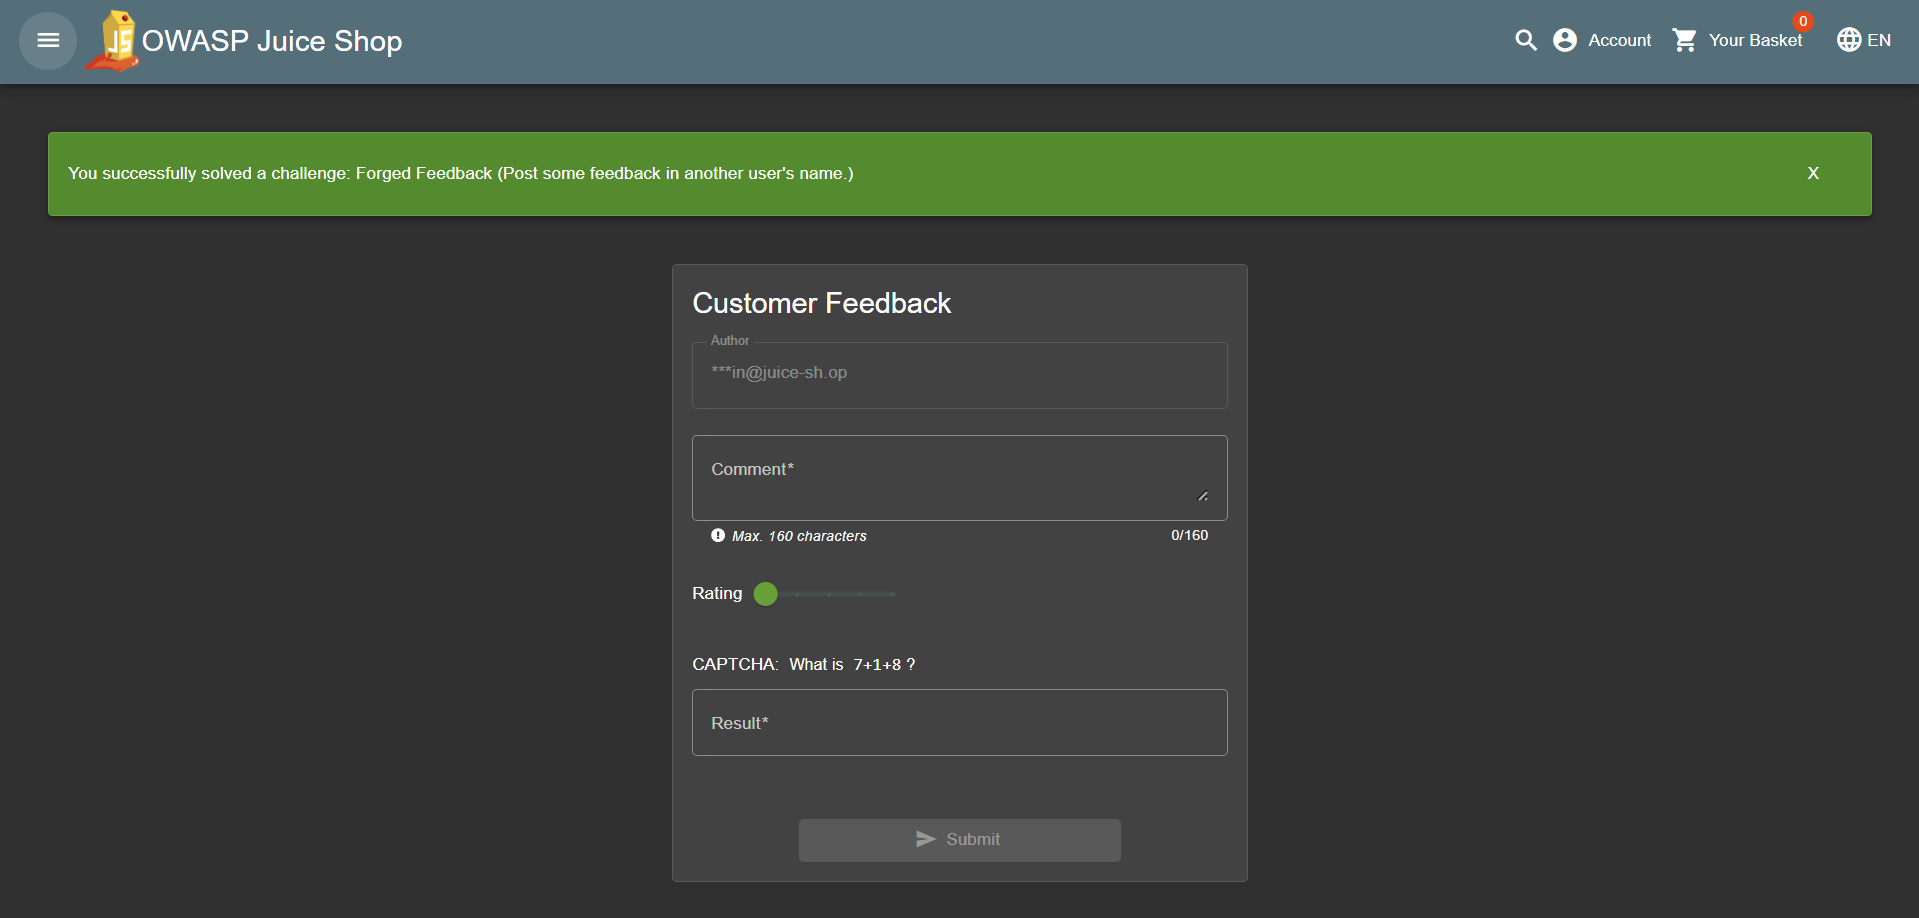 JS
OWASP Juice Shop
Account
Your Basket
0
EN
You successfully solved a challenge: Forged Feedback (Post some feedback in another user's name.)
X
Customer Feedback
Author
***in@juice-sh.op
Comment*
Max. 160 characters
0/160
Rating
CAPTCHA: What is 7+1+8 ?
Result*
Submit